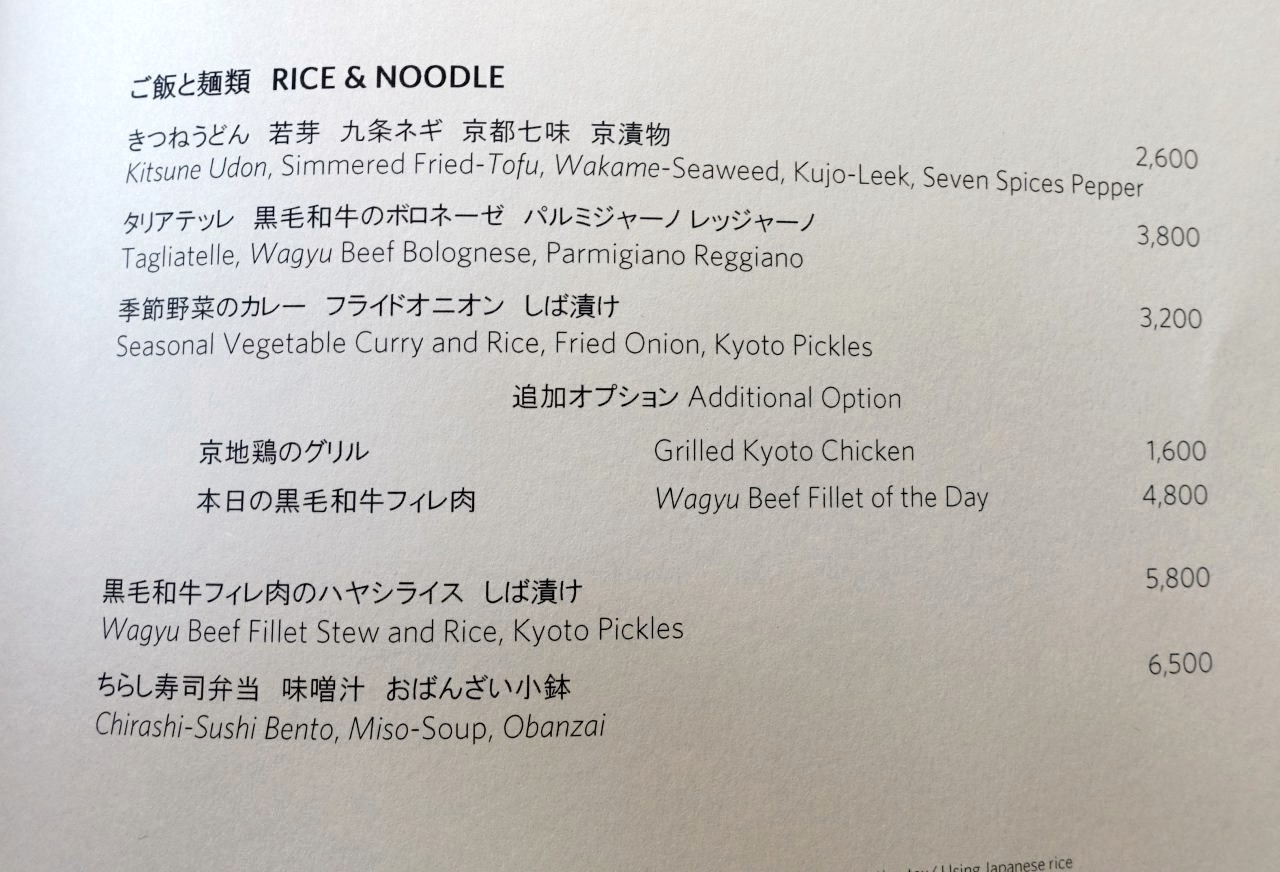 ご飯と麺類 RICE & NOODLE
きつねうどん 若芽 九条ネギ 京都七味 京漬物
Kitsune Udon, Simmered Fried-Tofu, Wakame-Seaweed, Kujo-Leek, Seven Spices Pepper 2,600
タリアテッレ 黒毛和牛のボロネーゼ パルミジャーノ レッジャーノ
Tagliatelle, Wagyu Beef Bolognese, Parmigiano Reggiano 3,800
季節野菜のカレー フライドオニオン しば漬け
Seasonal Vegetable Curry and Rice, Fried Onion, Kyoto Pickles 3,200
追加オプション Additional Option
京地鶏のグリル Grilled Kyoto Chicken 1,600
本日の黒毛和牛フィレ肉 Wagyu Beef Fillet of the Day 4,800
黒毛和牛フィレ肉のハヤシライス しば漬け 5,800
Wagyu Beef Fillet Stew and Rice, Kyoto Pickles
ちらし寿司弁当 味噌汁 おばんざい小鉢 6,500
Chirashi-Sushi Bento, Miso-Soup, Obanzai
Using Japanese rice